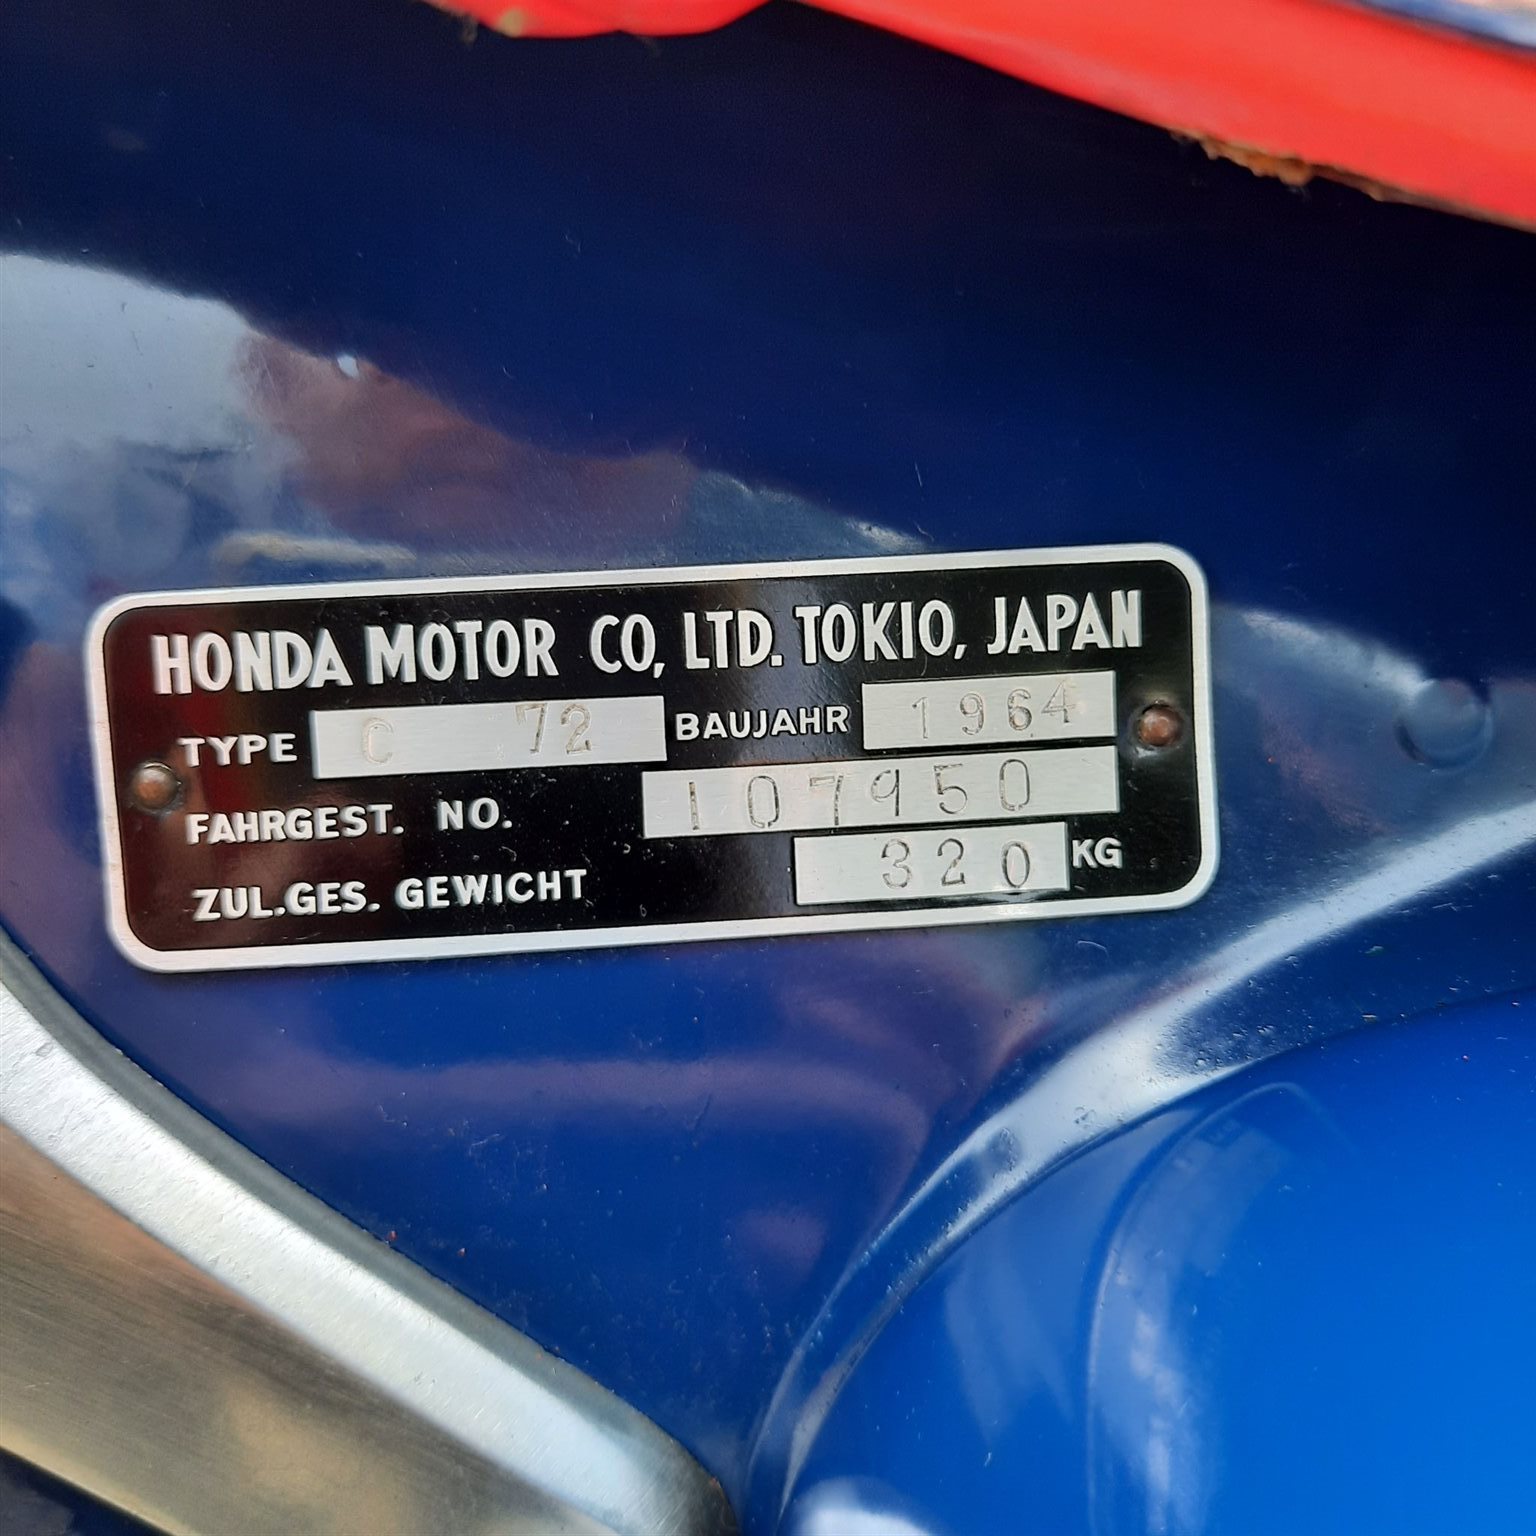 HONDA MOTOR CO, LTD. TOKIO, JAPAN
TYPE C 72 BAUJAHR 1964
FAHRGEST. NO. 107950
ZUL.GES. GEWICHT 320 KG